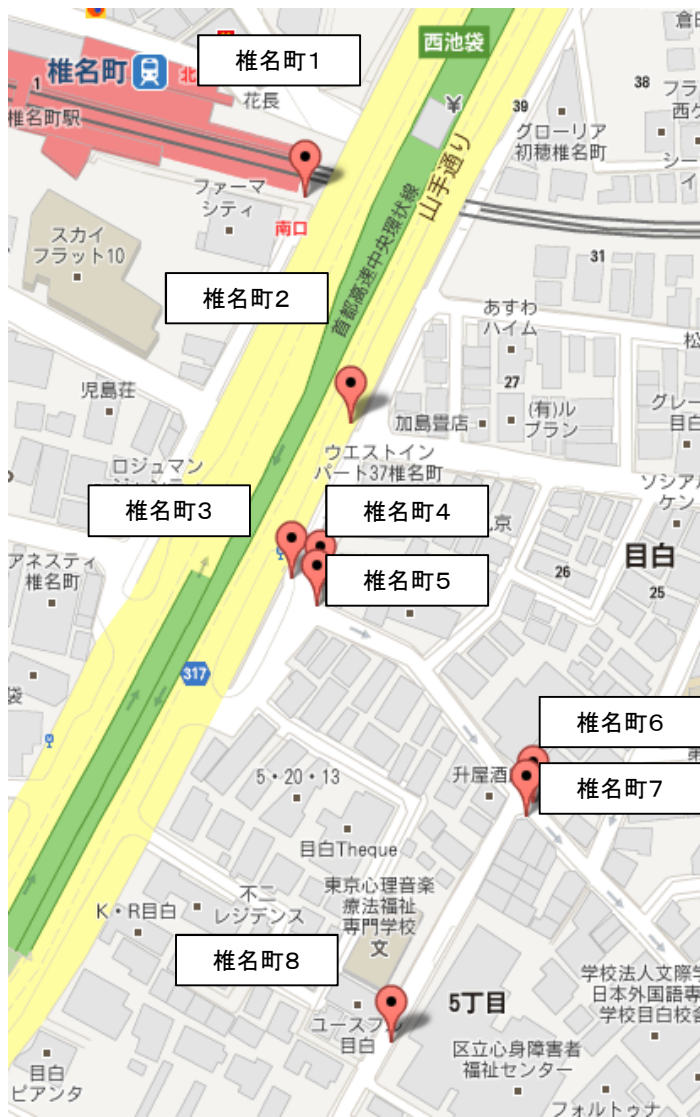 倉田
西池袋
椎名町1
椎名町
北
1
花長
38
フラ
西ケ
椎名町駅
39
グローリア
初穂椎名町
シー
イ
山手通り
ファーマ
シティ
南口
スカイ
フラット10
首都高速中央環状線
31
椎名町2
あすわ
ハイム
松
児島荘
27
(有)ル
ブラン
加島畳店
グレー
目白
ウエストイン
パート37椎名町
ロジュマン
ソシアル
ケン
椎名町3
椎名町4
京
アネスティ
椎名町
椎名町5
26
目白
25
317
袋
椎名町6
5・20・13
升屋酒
椎名町7
目白Theque
東京心理音楽
療法福祉
専門学校
文
不二
レジデンス
K・R目白
椎名町8
学校法人文際学
日本外国語専
学校目白校舎
5丁目
ユースフル
目白
区立心身障害者
福祉センター
目白
ピアンタ
フォルトゥナ